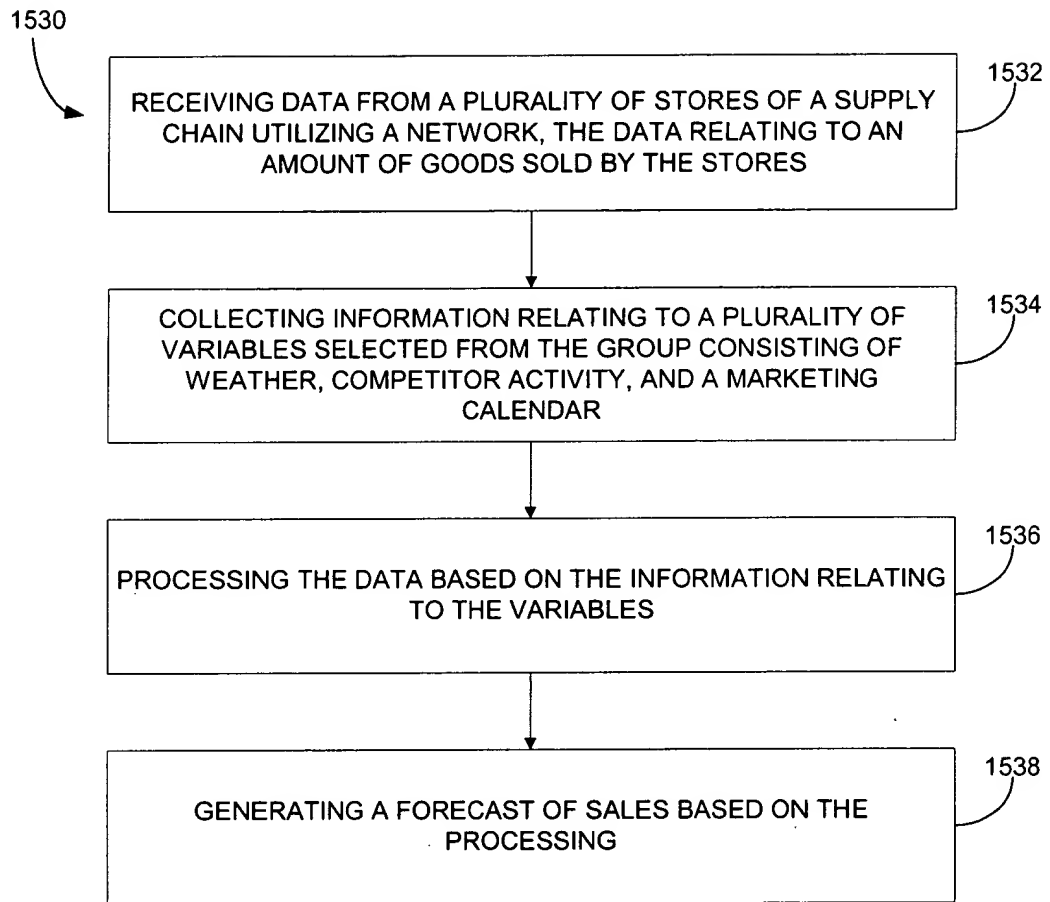 1530
1532
RECEIVING DATA FROM A PLURALITY OF STORES OF A SUPPLY
CHAIN UTILIZING A NETWORK, THE DATA RELATING TO AN
AMOUNT OF GOODS SOLD BY THE STORES
1534
COLLECTING INFORMATION RELATING TO A PLURALITY OF
VARIABLES SELECTED FROM THE GROUP CONSISTING OF
WEATHER, COMPETITOR ACTIVITY, AND A MARKETING
CALENDAR
1536
PROCESSING THE DATA BASED ON THE INFORMATION RELATING
TO THE VARIABLES
1538
GENERATING A FORECAST OF SALES BASED ON THE
PROCESSING